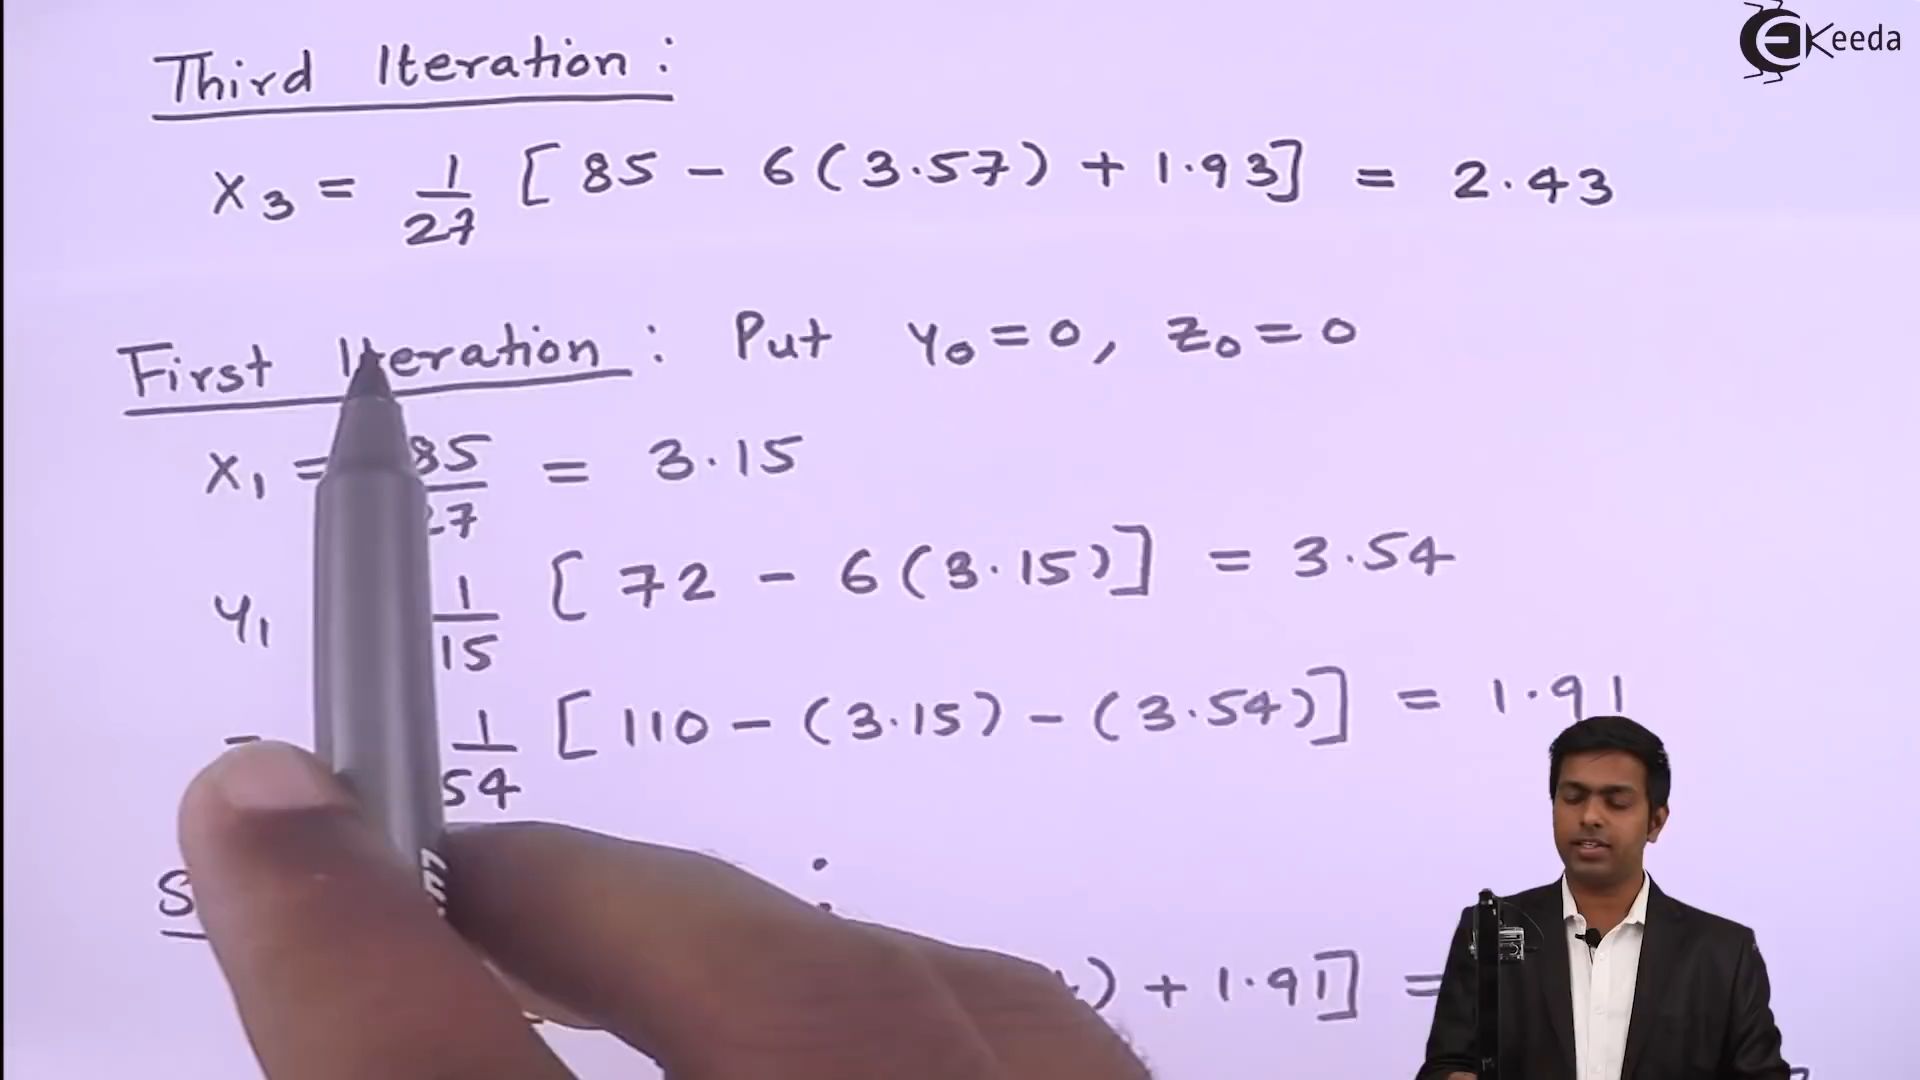 Keeda
Third Iteration :
x3 = 1/27 [ 85 - 6 ( 3.57 ) + 1.93 ] = 2.43
First Iteration : Put y0 = 0, z0 = 0
x1 = 85/27 = 3.15
y1 1/15 [ 72 - 6 ( 3.15 ) ] = 3.54
1/54 [ 110 - ( 3.15 ) - ( 3.54 ) ] = 1.91
) + 1.91 ] =